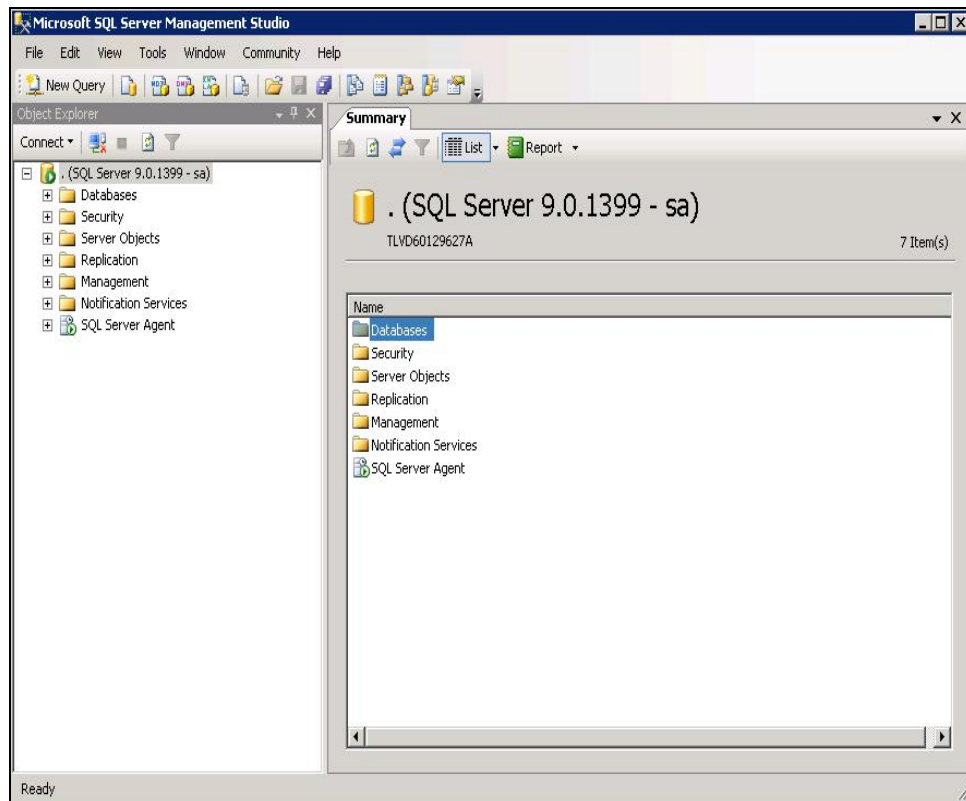 Microsoft SQL Server Management Studio
File Edit View Tools Window Community Help
New Query
Object Explorer
Connect
. (SQL Server 9.0.1399 - sa)
Databases
Security
Server Objects
Replication
Management
Notification Services
SQL Server Agent
Summary
List Report
. (SQL Server 9.0.1399 - sa)
TLVD60129627A 7 Item(s)
Name
Databases
Security
Server Objects
Replication
Management
Notification Services
SQL Server Agent
Ready